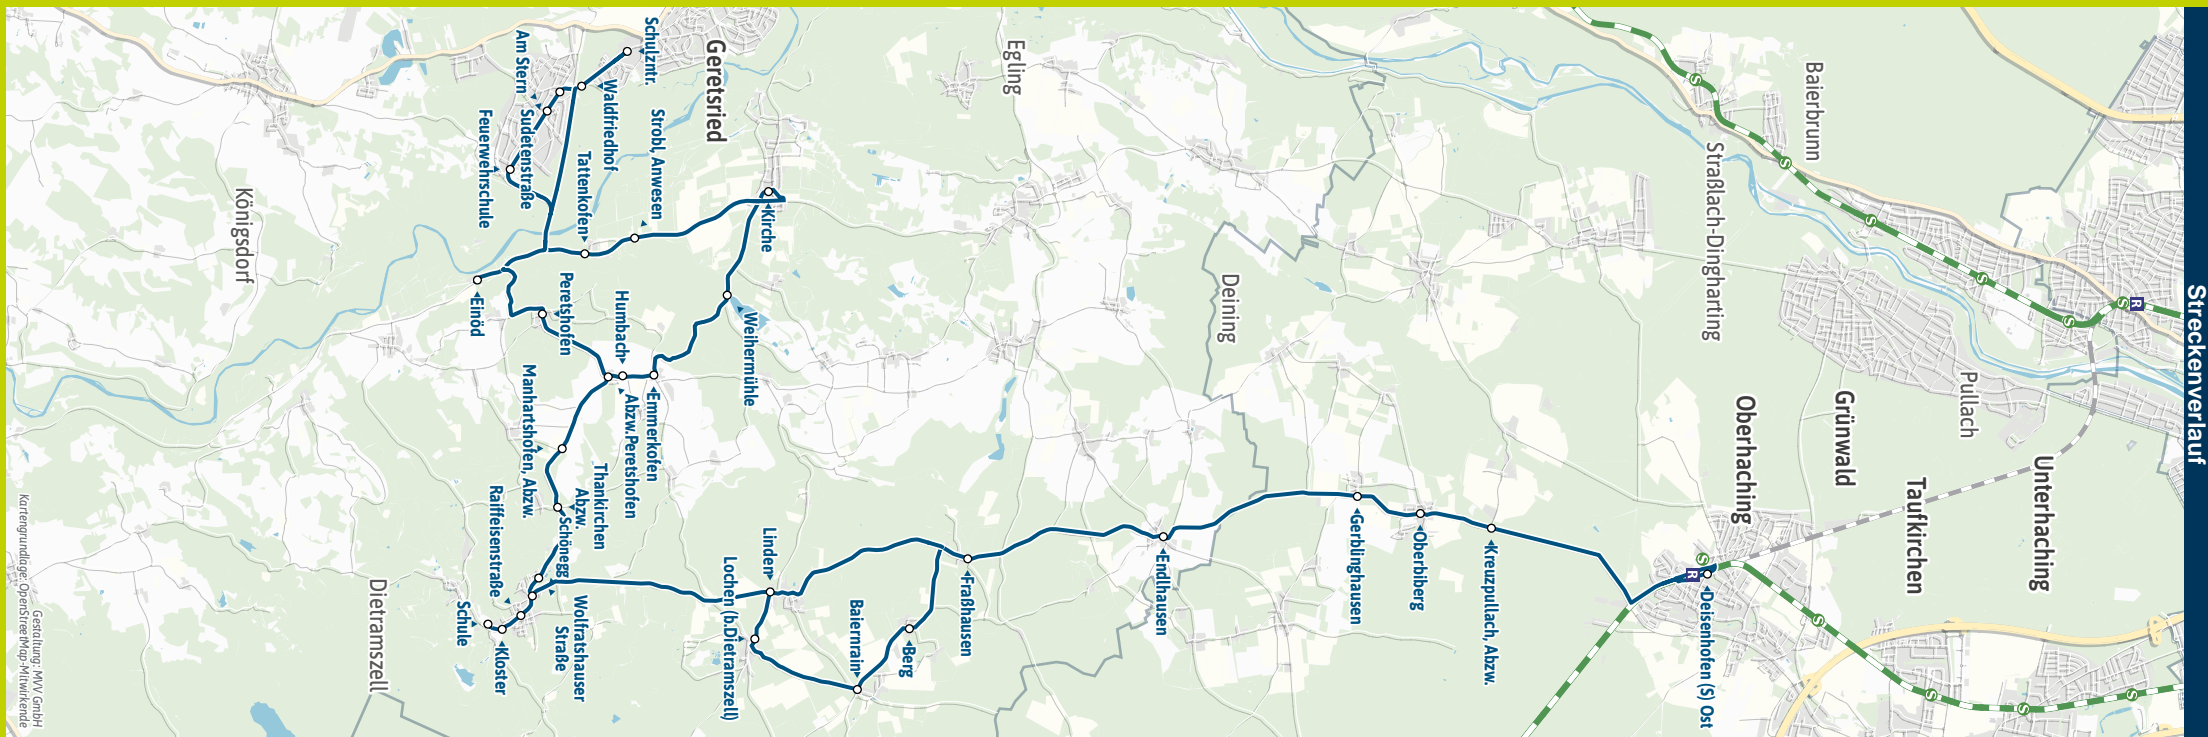 Streckenverlauf
Unterhaching
Taufkirchen
Pullach
Grünwald
Baierbrunn
Oberhaching
Straßlach-Dingharting
S
S
S
S
S
S
R
S
R
S
S
S
S
Deisenhofen (S) Ost
Kreuzpullach, Abzw.
Oberbiberg
Gerblinghausen
Deining
Endlhausen
Egling
Fraßhausen
Berg
Baiernrain
Linden
Lochen (b.Dietramszell)
Kirche
Weihermühle
Geretsried
Schulzntr.
Strobl, Anwesen
Waldfriedhof
Tattenkofen
Emmerkofen
Abzw.Peretshofen
Humbach
Thankirchen
Abzw.
Peretshofen
Schönegg
Wolfratshauser
Straße
Am Stern
Sudetenstraße
Manhartshofen, Abzw.
Feuerwehrschule
Einöd
Raiffeisenstraße
Kloster
Schule
Dietramszell
Königsdorf
Gestaltung: MVV GmbH
Kartengrundlage: OpenStreetMap-Mitwirkende